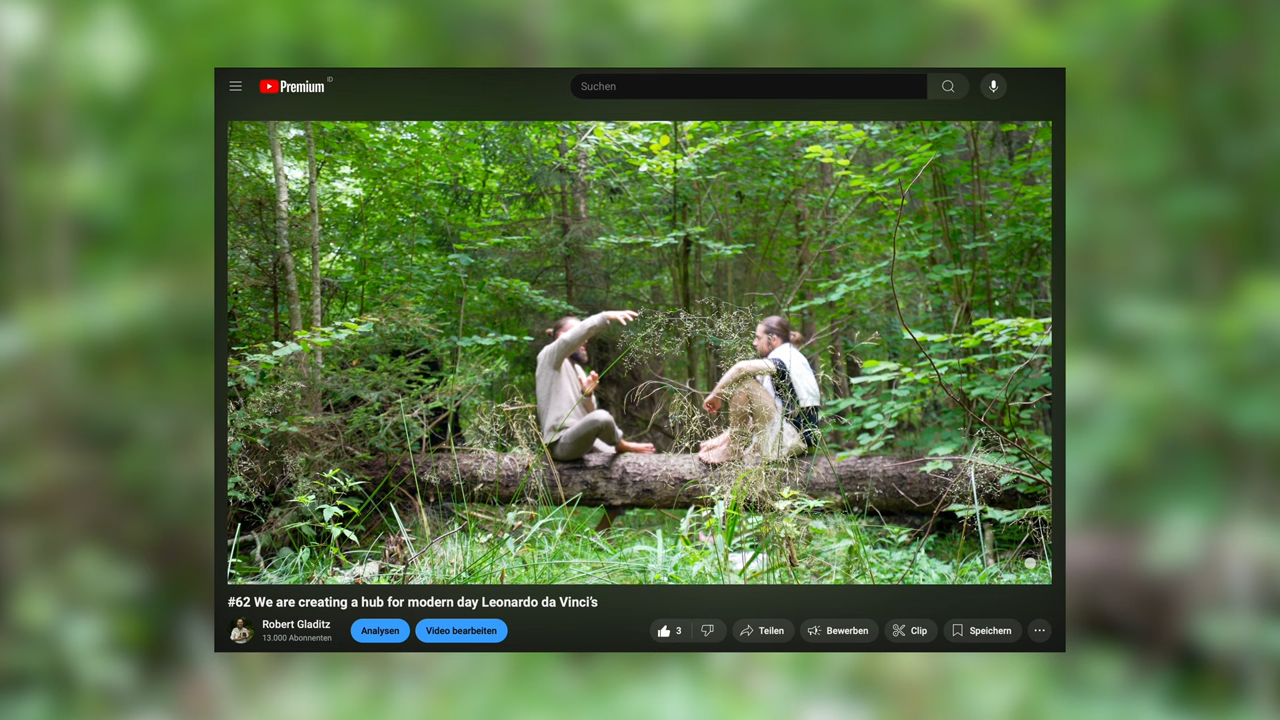 Premium ID
Suchen
#62 We are creating a hub for modern day Leonardo da Vinci’s
Robert Gladitz
13.000 Abonnenten
Analysen
Video bearbeiten
3
Teilen
Bewerben
Clip
Speichern